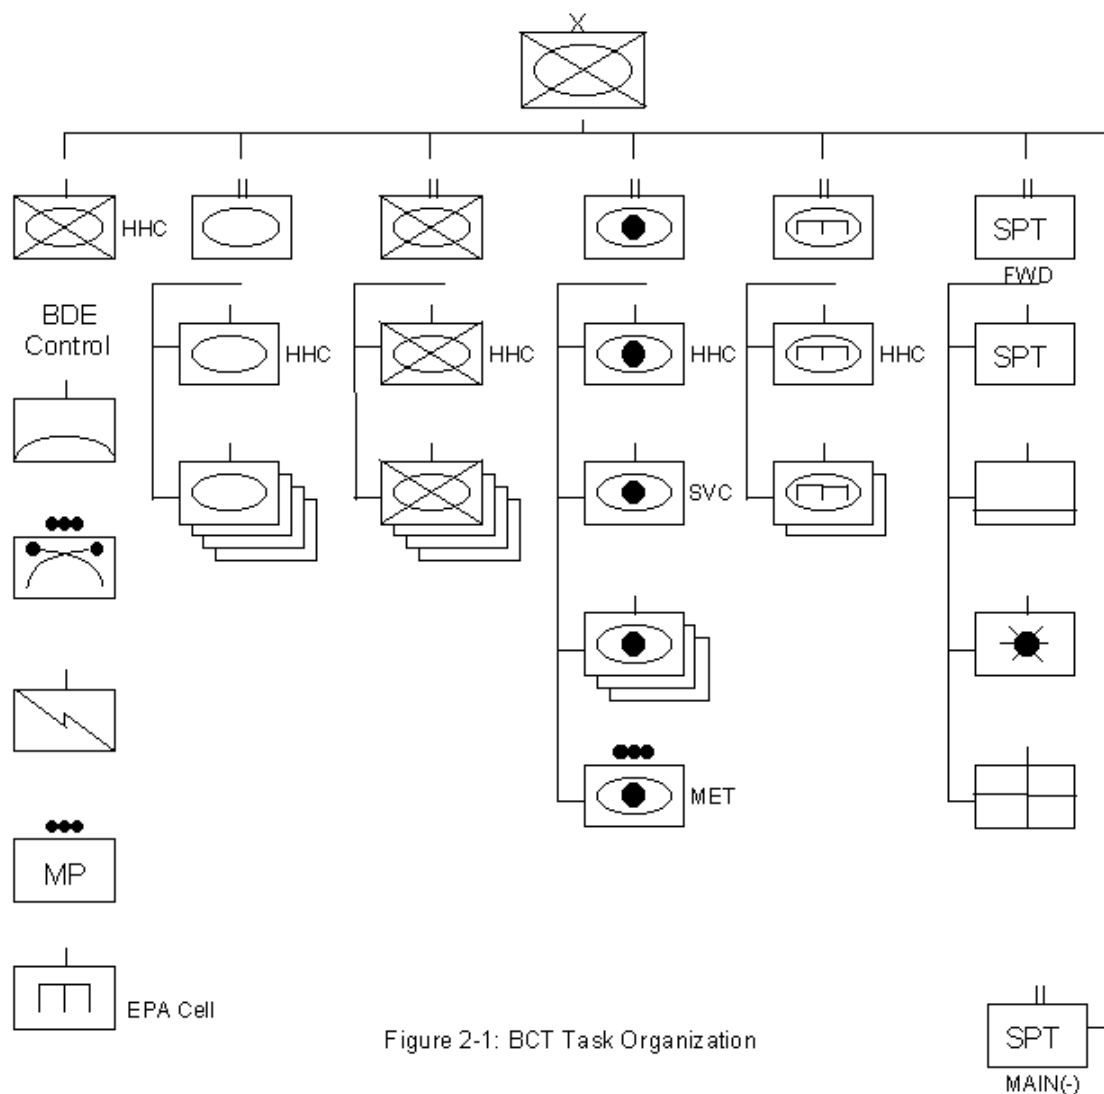 X
HHC
SPT
FWD
BDE
Control
HHC
HHC
HHC
HHC
SPT
SVC
MET
MP
EPA Cell
Figure 2-1: BCT Task Organization
SPT
MAIN(-)